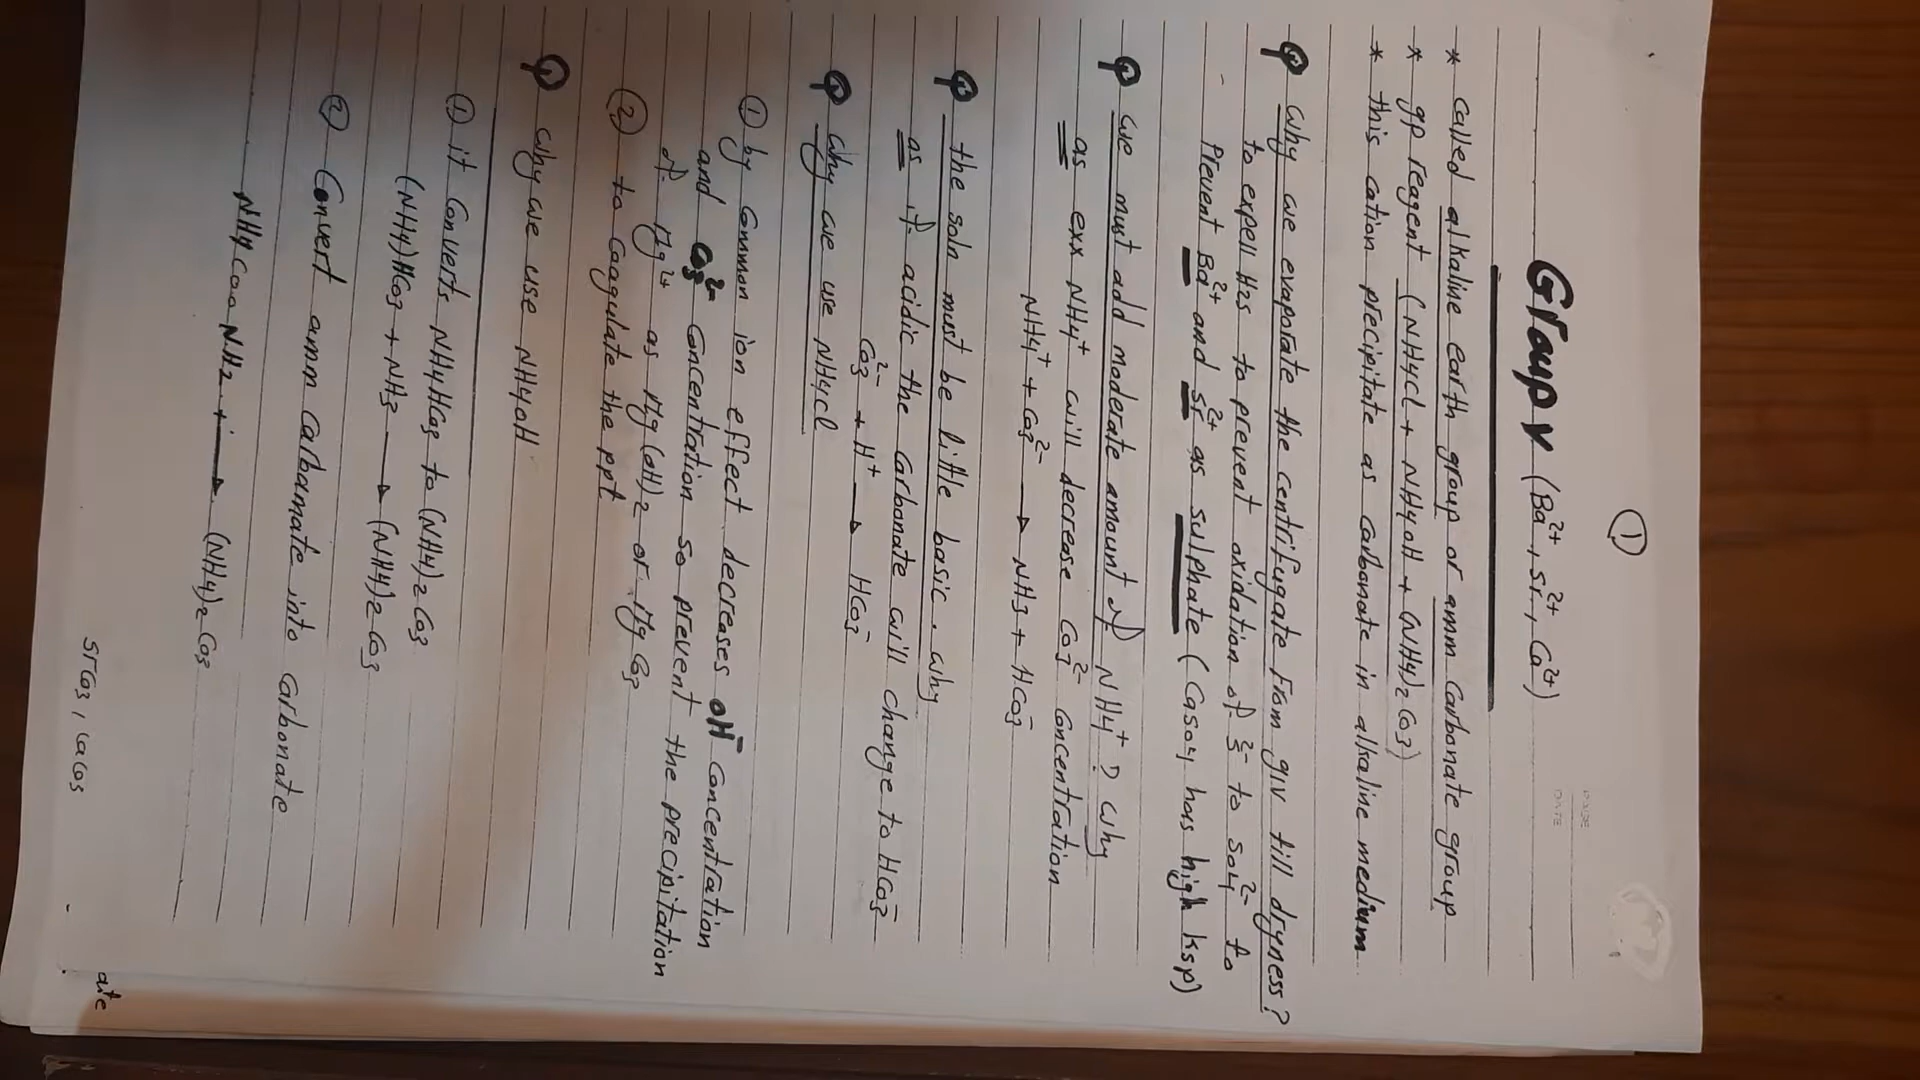 ①
Group V (Ba²⁺, Sr²⁺, Ca²⁺)
PAGE
DATE
* Called alkaline earth group or amm carbonate group
* gp reagent (NH4Cl + NH4OH + (NH4)2 CO3)
* this cation precipitate as carbonate in alkaline medium
Q why we evaporate the centrifugate from gIV till dryness?
to expell H2S to prevent oxidation of S²⁻ to SO4²⁻ to
- Prevent Ba²⁺ and Sr²⁺ as sulphate (CaSO4 has high ksp)
Q we must add moderate amount of NH4⁺? why
as exx NH4⁺ will decrease CO3²⁻ concentration
NH4⁺ + CO3²⁻ → NH3 + HCO3⁻
Q the soln must be little basic. why
as if acidic the carbonate will change to HCO3⁻
CO3²⁻ + H⁺ → HCO3⁻
Q why we use NH4Cl
① by common ion effect decreases OH⁻ concentration
and CO3²⁻ concentration so prevent the precipitation
of Mg²⁺ as Mg(OH)2 or Mg CO3
② to Coagulate the ppt
Q why we use NH4OH
① it Converts NH4HCO3 to (NH4)2 CO3
(NH4)HCO3 + NH3 → (NH4)2 CO3
② Convert amm carbamate into carbonate
NH4 COO NH2 + → (NH4)2 CO3
SrCO3, CaCO3
ate